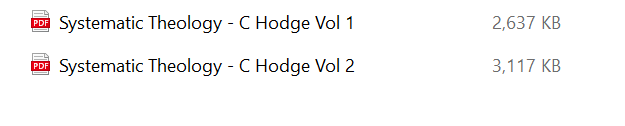 PDF Systematic Theology - C Hodge Vol 1 2,637 KB
PDF Systematic Theology - C Hodge Vol 2 3,117 KB